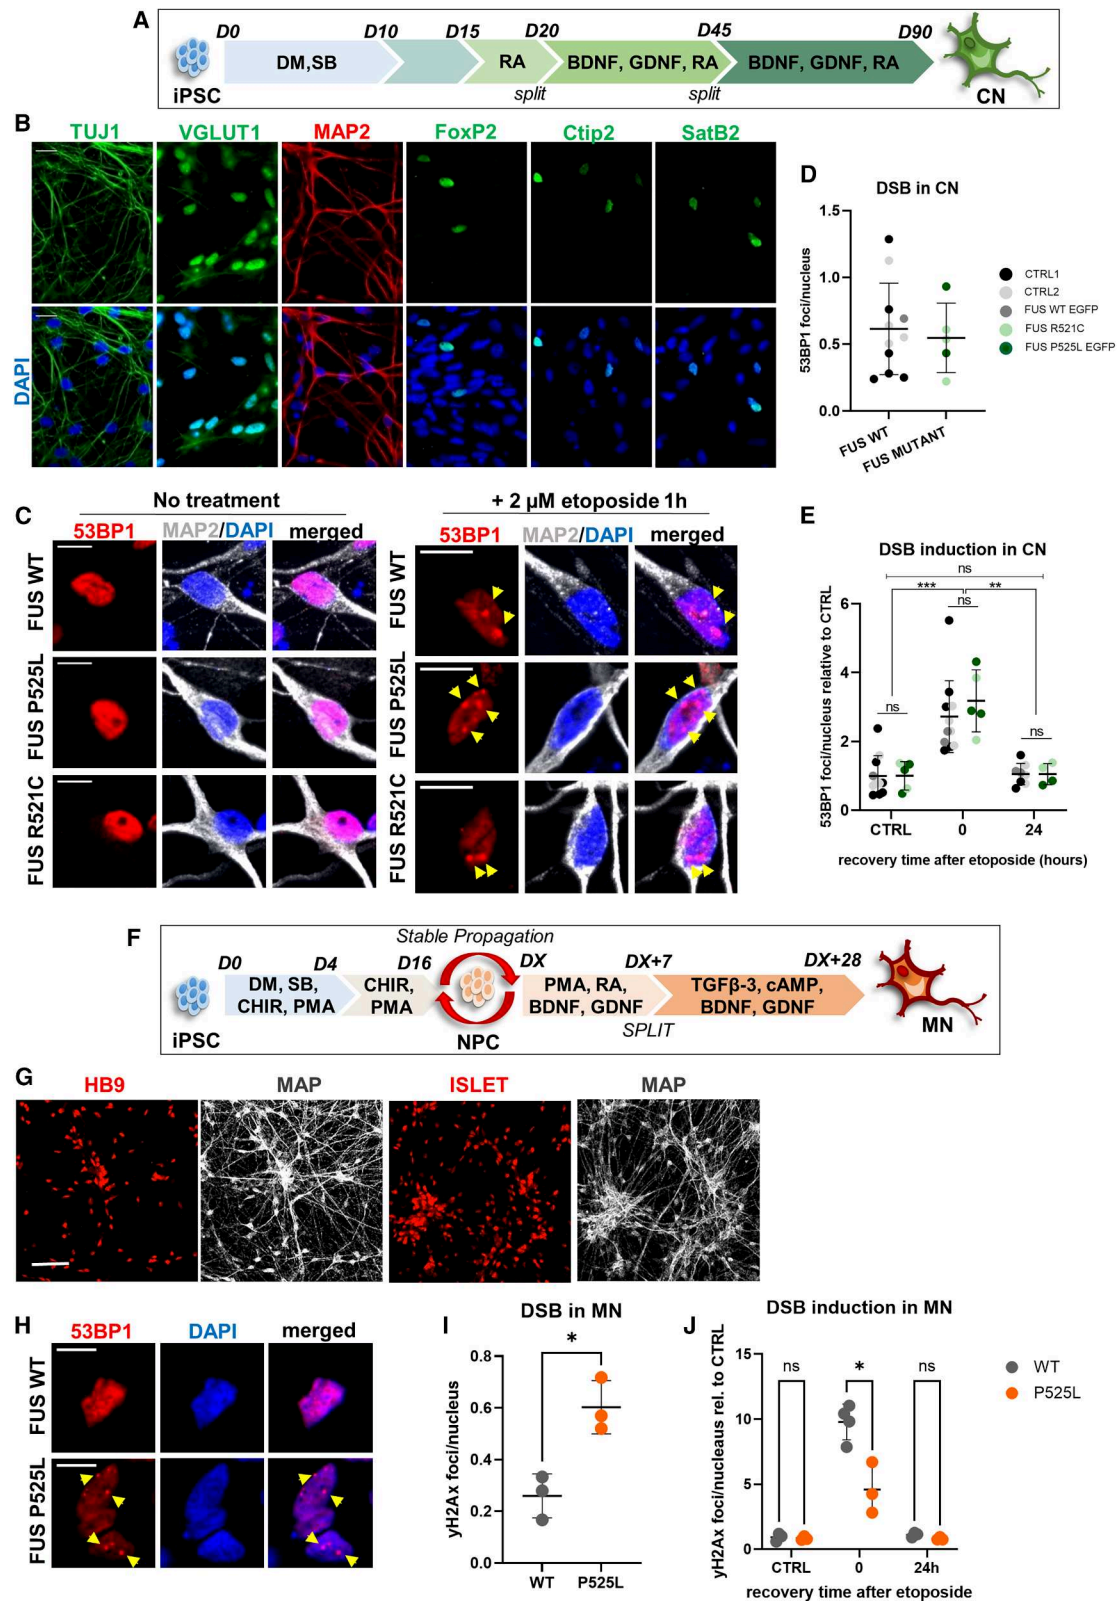 A
D0 D10 D15 D20 D45 D90
DM,SB RA BDNF, GDNF, RA BDNF, GDNF, RA
iPSC split split CN
B
TUJ1 VGLUT1 MAP2 FoxP2 Ctip2 SatB2
DAPI
D
DSB in CN
53BP1 foci/nucleus
1.5
1.0
0.5
0.0
FUS WT
FUS MUTANT
CTRL1
CTRL2
FUS WT EGFP
FUS R521C
FUS P525L EGFP
C
No treatment + 2 µM etoposide 1h
53BP1 MAP2/DAPI merged 53BP1 MAP2/DAPI merged
FUS WT FUS WT
FUS P525L FUS P525L
FUS R521C FUS R521C
E
DSB induction in CN
ns
*** **
ns
ns
ns
53BP1 foci/nucleus relative to CTRL
6
4
2
0
CTRL 0 24
recovery time after etoposide (hours)
F
Stable Propagation
D0 D4 D16 DX DX+7 DX+28
DM, SB, CHIR, PMA, RA, TGFβ-3, cAMP,
CHIR, PMA PMA BDNF, GDNF BDNF, GDNF
iPSC NPC SPLIT MN
G
HB9 MAP ISLET MAP
H
53BP1 DAPI merged
FUS WT
FUS P525L
I
DSB in MN
*
yH2Ax foci/nucleus
0.8
0.6
0.4
0.2
0.0
WT P525L
J
DSB induction in MN
ns * ns
yH2Ax foci/nucleaus rel. to CTRL
15
10
5
0
CTRL 0 24h
recovery time after etoposide
WT
P525L